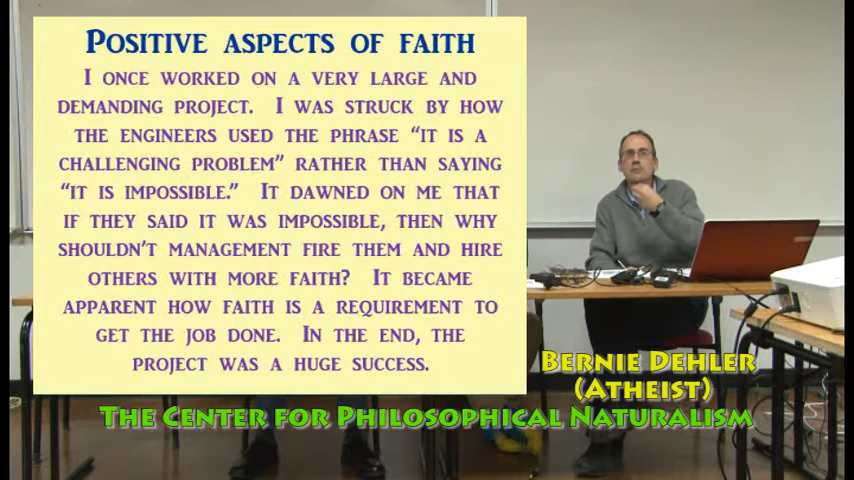 Positive aspects of faith
I once worked on a very large and
demanding project. I was struck by how
the engineers used the phrase “it is a
challenging problem” rather than saying
“it is impossible.” It dawned on me that
if they said it was impossible, then why
shouldn’t management fire them and hire
others with more faith? It became
apparent how faith is a requirement to
get the job done. In the end, the
project was a huge success.
Bernie Dehler
(Atheist)
The Center for Philosophical Naturalism